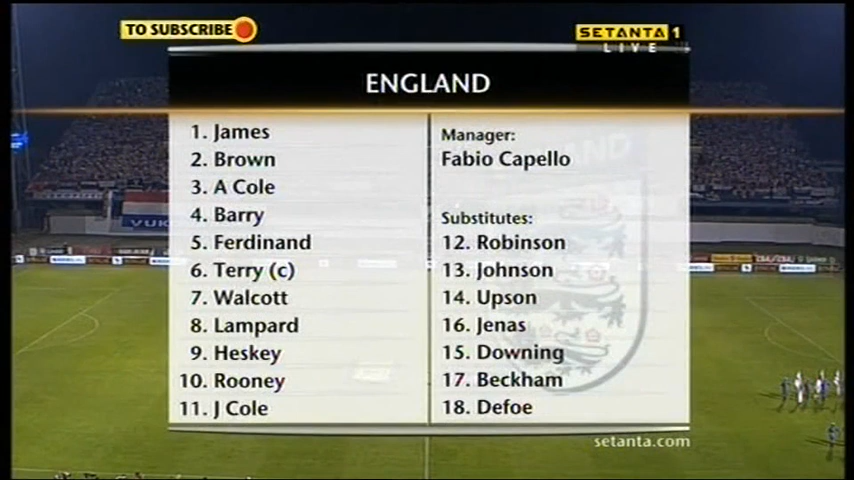 TO SUBSCRIBE
SETANTA 1
LIVE
ENGLAND
1. James
2. Brown
3. A Cole
4. Barry
5. Ferdinand
6. Terry (c)
7. Walcott
8. Lampard
9. Heskey
10. Rooney
11. J Cole
Manager:
Fabio Capello
Substitutes:
12. Robinson
13. Johnson
14. Upson
16. Jenas
15. Downing
17. Beckham
18. Defoe
setanta.com
VUK